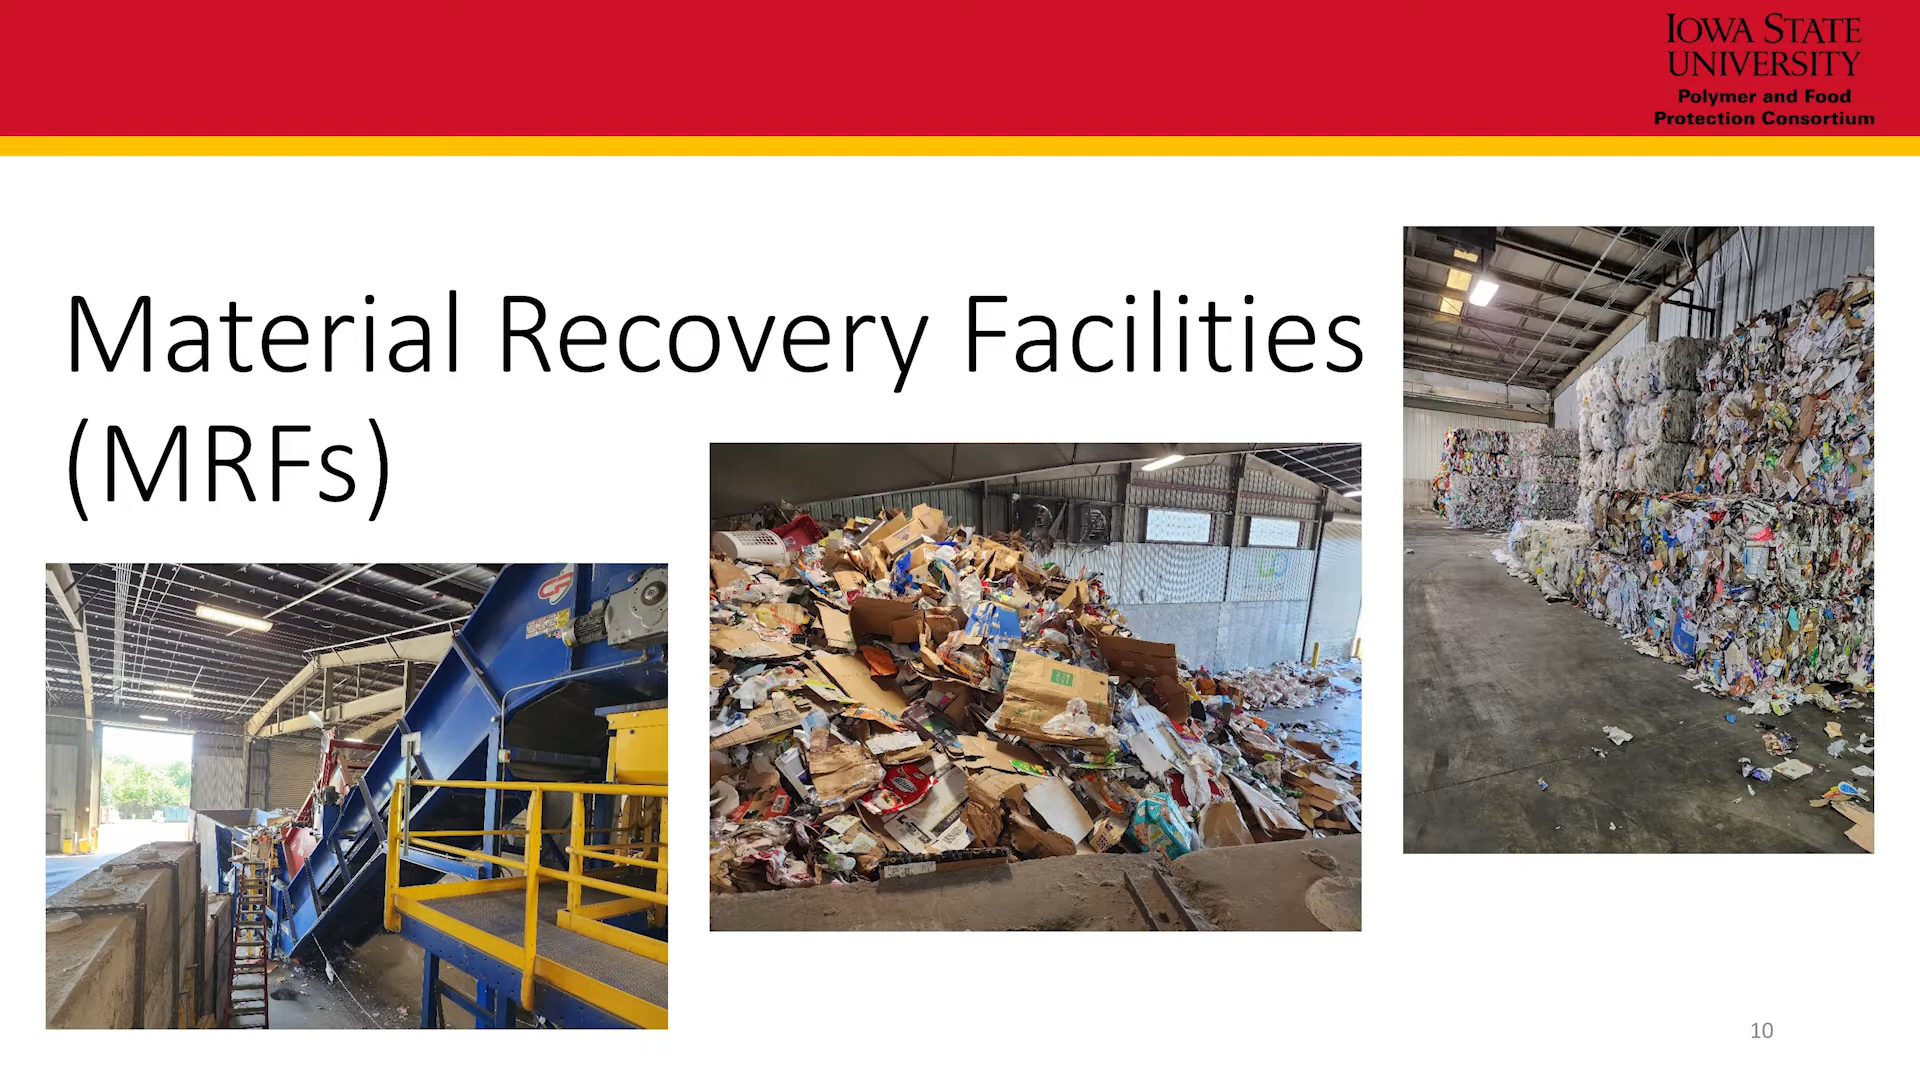 IOWA STATE
UNIVERSITY
Polymer and Food
Protection Consortium
Material Recovery Facilities
(MRFs)
10